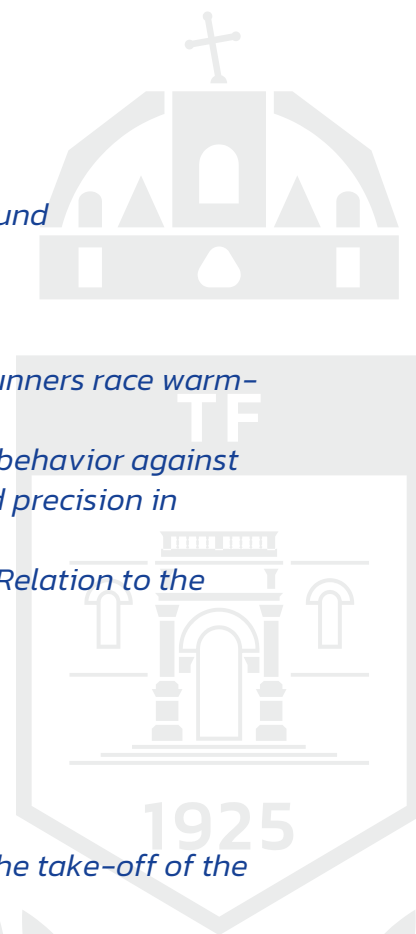 und
unners race warm-
TF
behavior against
d precision in
Relation to the
1925
he take-off of the